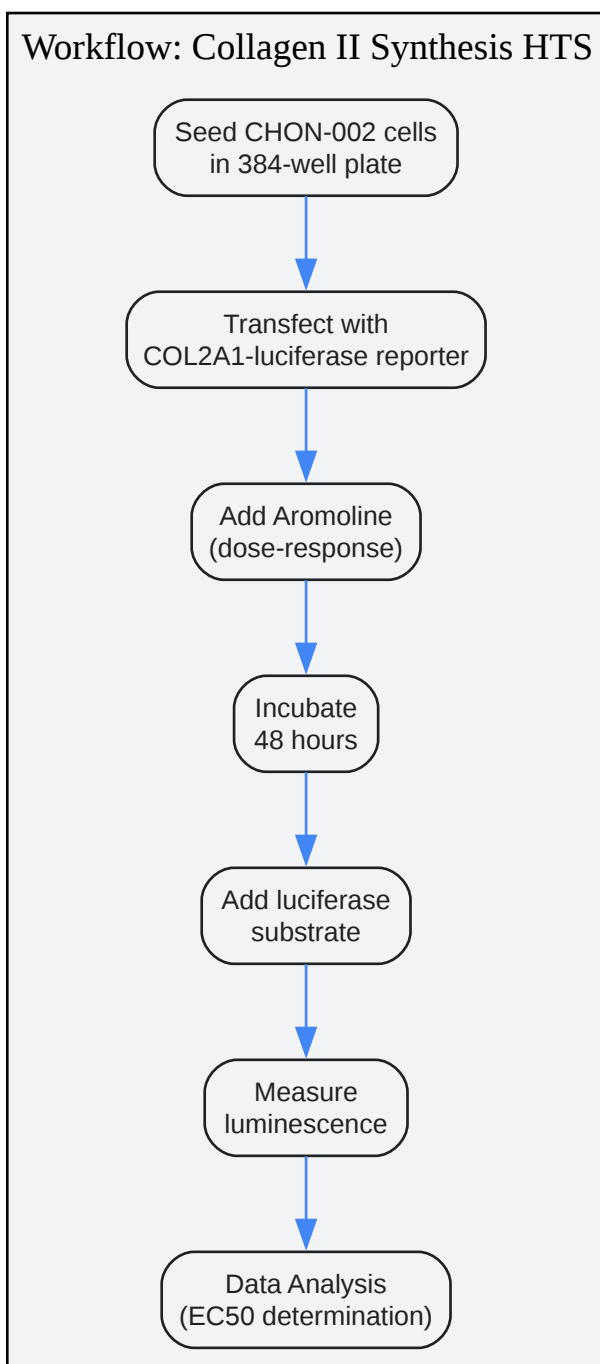 Workflow: Collagen II Synthesis HTS
Seed CHON-002 cells
in 384-well plate
Transfect with
COL2A1-luciferase reporter
Add Aromoline
(dose-response)
Incubate
48 hours
Add luciferase
substrate
Measure
luminescence
Data Analysis
(EC50 determination)